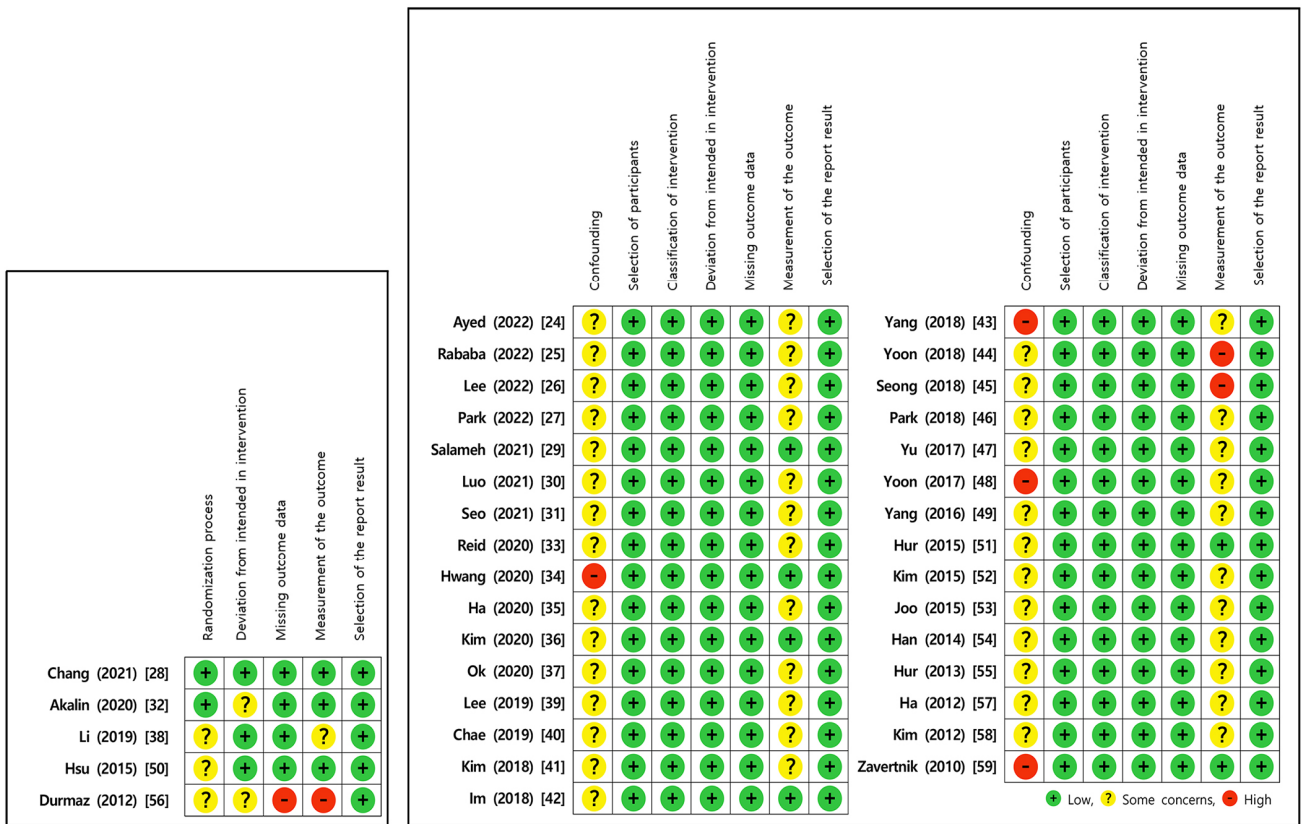 Randomization process
Deviation from intended in intervention
Missing outcome data
Measurement of the outcome
Selection of the report result
Chang (2021) [28] + + + + +
Akalin (2020) [32] + ? + + +
Li (2019) [38] ? + + ? +
Hsu (2015) [50] ? + + + +
Durmaz (2012) [56] ? ? - - +
Confounding
Selection of participants
Classification of intervention
Deviation from intended in intervention
Missing outcome data
Measurement of the outcome
Selection of the report result
Ayed (2022) [24] ? + + + + ? +
Rababa (2022) [25] ? + + + + ? +
Lee (2022) [26] ? + + + + ? +
Park (2022) [27] ? + + + + ? +
Salameh (2021) [29] ? + + + + + +
Luo (2021) [30] ? + + + + ? +
Seo (2021) [31] ? + + + + ? +
Reid (2020) [33] ? + + + + ? +
Hwang (2020) [34] - + + + + + +
Ha (2020) [35] ? + + + + ? +
Kim (2020) [36] ? + + + + + +
Ok (2020) [37] ? + + + + ? +
Lee (2019) [39] ? + + + + ? +
Chae (2019) [40] ? + + + + ? +
Kim (2018) [41] ? + + + + ? +
Im (2018) [42] ? + + + + + +
Confounding
Selection of participants
Classification of intervention
Deviation from intended in intervention
Missing outcome data
Measurement of the outcome
Selection of the report result
Yang (2018) [43] - + + + + ? +
Yoon (2018) [44] ? + + + + - +
Seong (2018) [45] ? + + + + - +
Park (2018) [46] ? + + + + ? +
Yu (2017) [47] ? + + + + ? +
Yoon (2017) [48] - + + + + ? +
Yang (2016) [49] ? + + + + ? +
Hur (2015) [51] ? + + + + + +
Kim (2015) [52] ? + + + + ? +
Joo (2015) [53] ? + + + + ? +
Han (2014) [54] ? + + + + ? +
Hur (2013) [55] ? + + + + ? +
Ha (2012) [57] ? + + + + ? +
Kim (2012) [58] ? + + + + ? +
Zavertnik (2010) [59] - + + + + + +
+ Low, ? Some concerns, - High